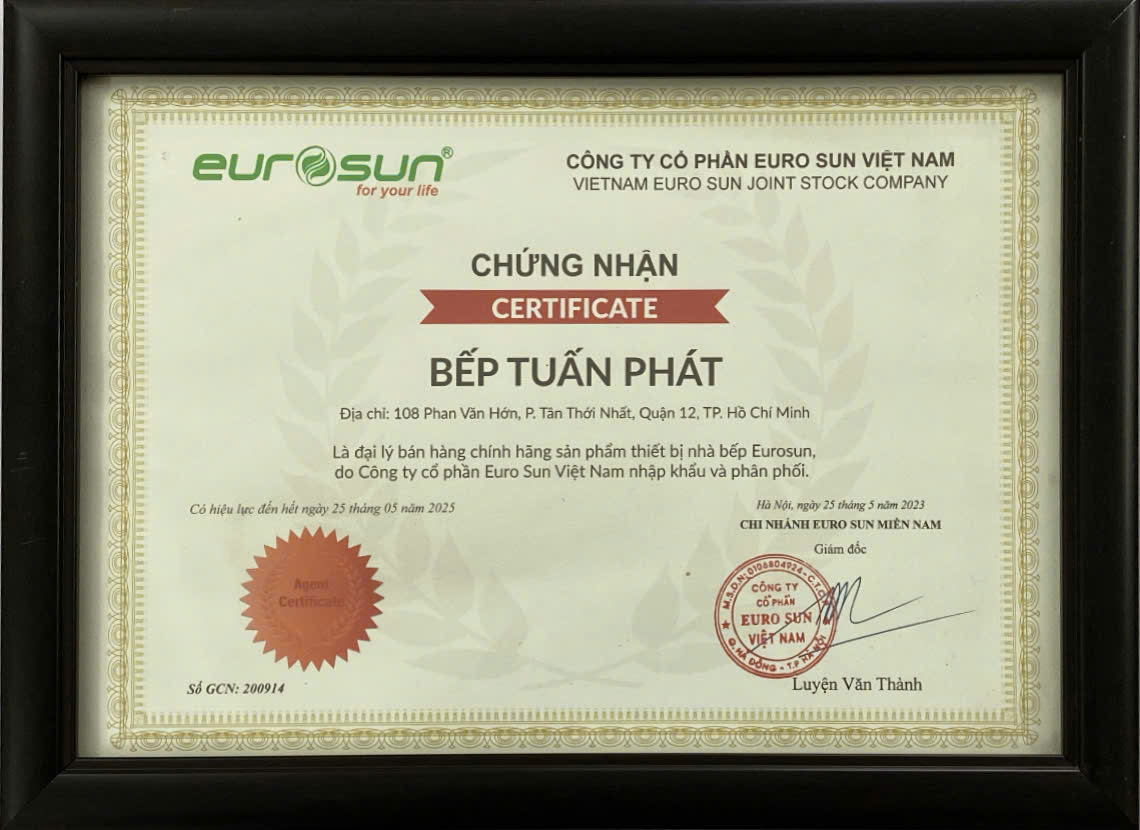 eurosun®
for your life
CÔNG TY CỔ PHẦN EURO SUN VIỆT NAM
VIETNAM EURO SUN JOINT STOCK COMPANY
CHỨNG NHẬN
CERTIFICATE
BẾP TUẤN PHÁT
Địa chỉ: 108 Phan Văn Hớn, P. Tân Thới Nhất, Quận 12, TP. Hồ Chí Minh
Là đại lý bán hàng chính hãng sản phẩm thiết bị nhà bếp Eurosun,
do Công ty cổ phần Euro Sun Việt Nam nhập khẩu và phân phối.
Có hiệu lực đến hết ngày 25 tháng 05 năm 2025
Hà Nội, ngày 25 tháng 5 năm 2023
CHI NHÁNH EURO SUN MIỀN NAM
Giám đốc
Agent
Certificate
M.S.D.N: 0106804924 - C.T.C
CÔNG TY
CỔ PHẦN
EURO SUN
VIỆT NAM
Q. HÀ ĐÔNG - T.P HÀ NỘI
Số GCN: 200914
Luyện Văn Thành